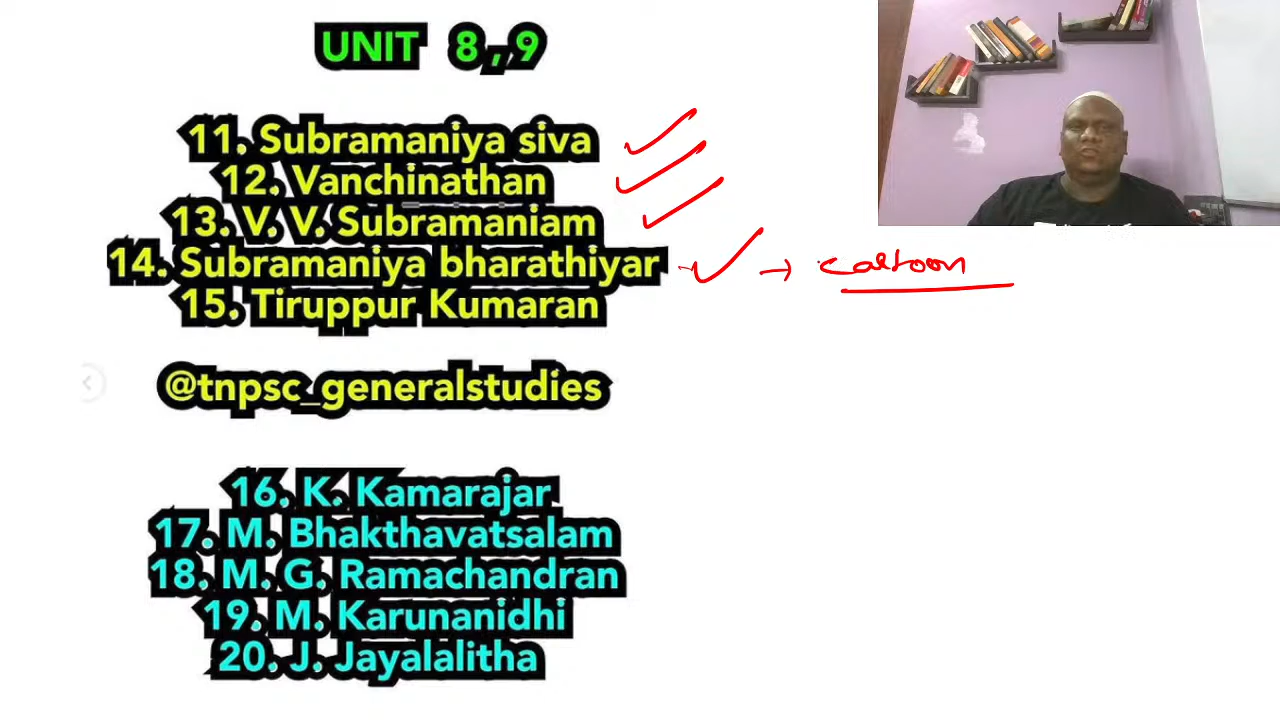 UNIT 8,9
11. Subramaniya siva
12. Vanchinathan
13. V. V. Subramaniam
14. Subramaniya bharathiyar → cartoon
15. Tiruppur Kumaran
@tnpsc_generalstudies
16. K. Kamarajar
17. M. Bhakthavatsalam
18. M. G. Ramachandran
19. M. Karunanidhi
20. J. Jayalalitha